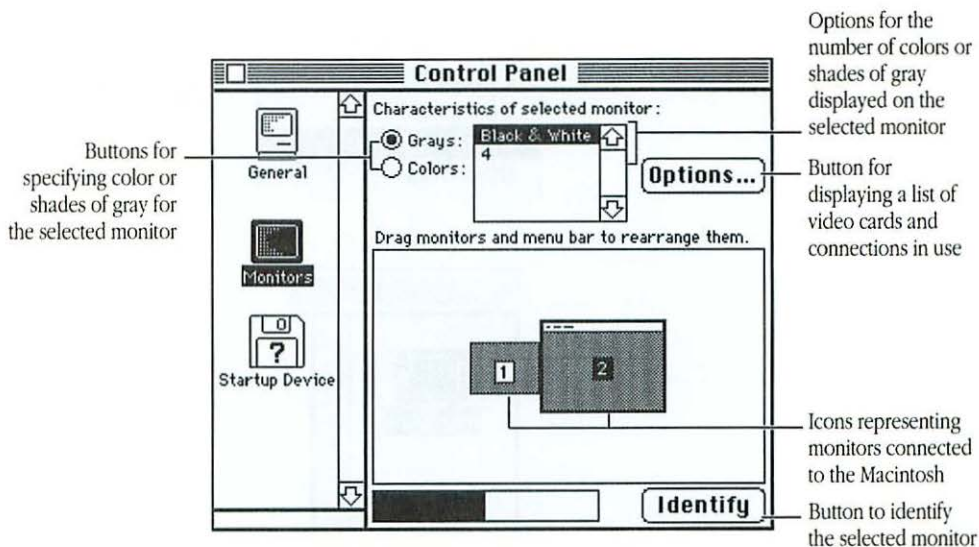 Options for the
number of colors or
shades of gray
displayed on the
selected monitor
Control Panel
Characteristics of selected monitor:
Grays:
Colors:
Black & White
4
Options...
Buttons for
specifying color or
shades of gray for
the selected monitor
General
Button for
displaying a list of
video cards and
connections in use
Drag monitors and menu bar to rearrange them.
Monitors
1
2
?
Startup Device
Icons representing
monitors connected
to the Macintosh
Identify
Button to identify
the selected monitor